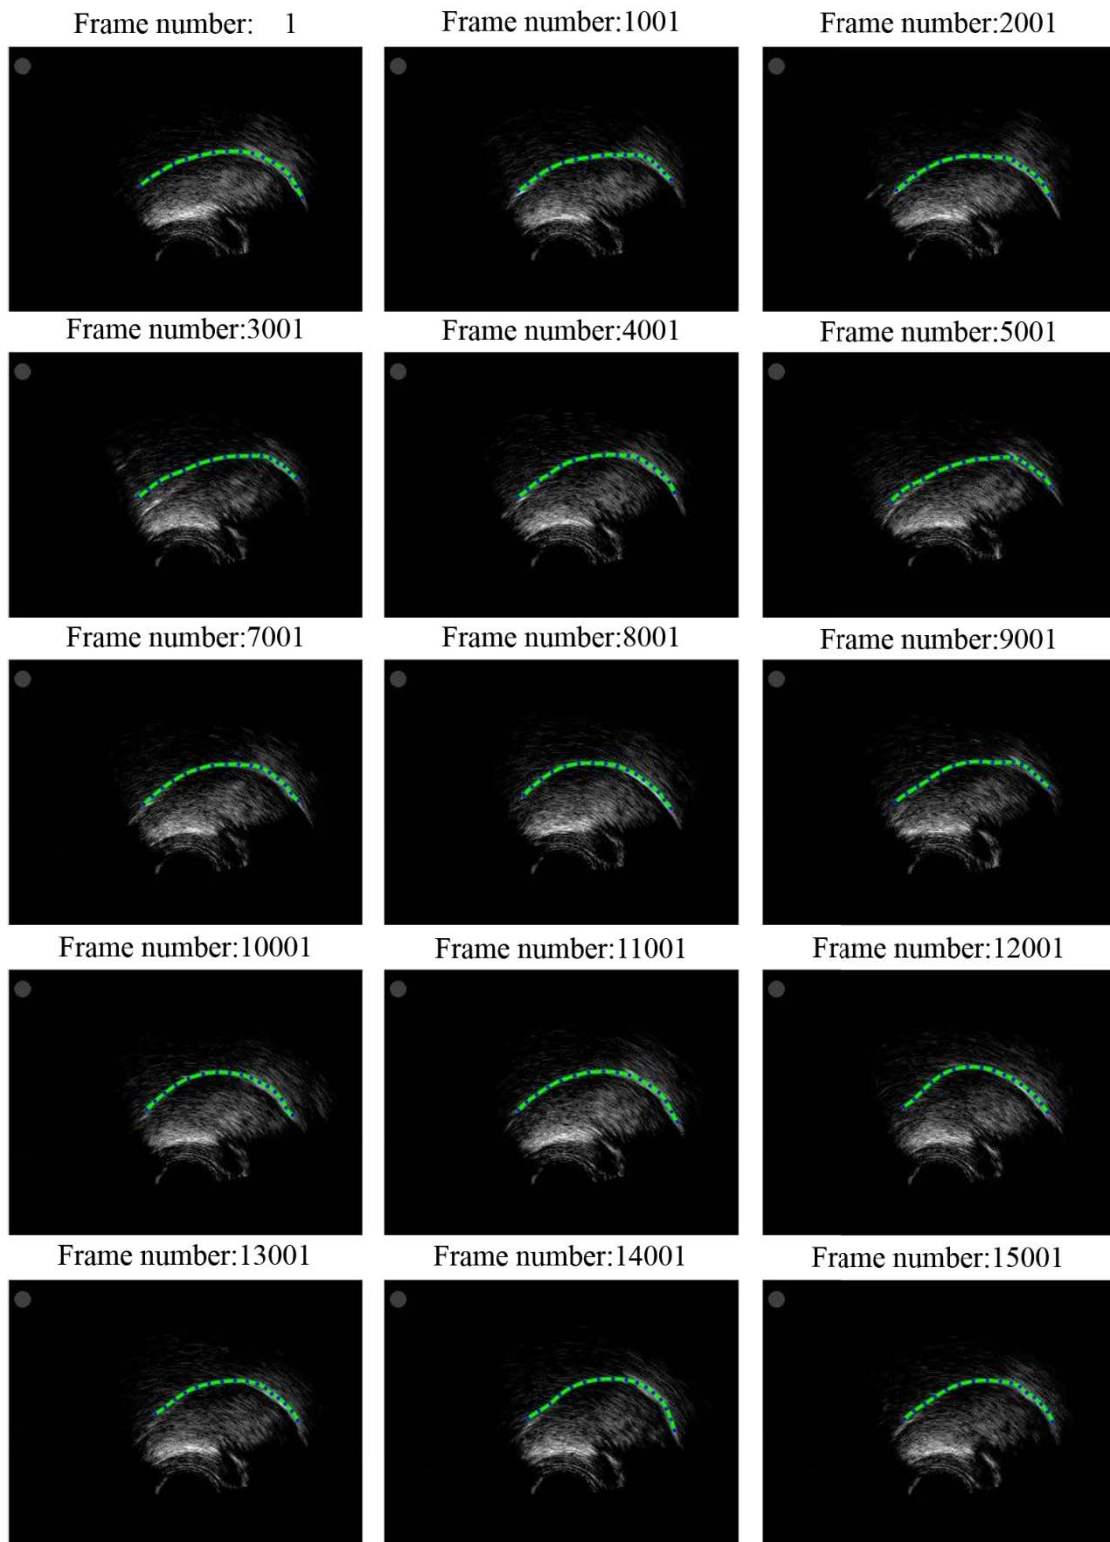 Frame number: 1
Frame number:1001
Frame number:2001
Frame number:3001
Frame number:4001
Frame number:5001
Frame number:7001
Frame number:8001
Frame number:9001
Frame number:10001
Frame number:11001
Frame number:12001
Frame number:13001
Frame number:14001
Frame number:15001